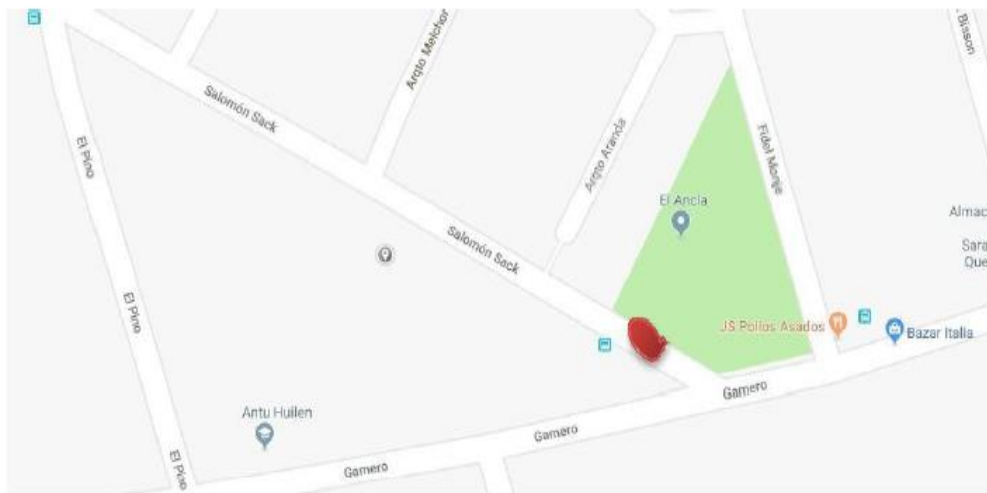 Bisson
Arqto Melchor
Salomón Sack
El Pino
Arqto Aranda
Fidel Monje
El Ancla
Almac
Salomón Sack
Sara
Que
El Pino
JS Pollos Asados
Bazar Italia
Gamero
Antu Huilen
Gamero
El Pino
Gamero